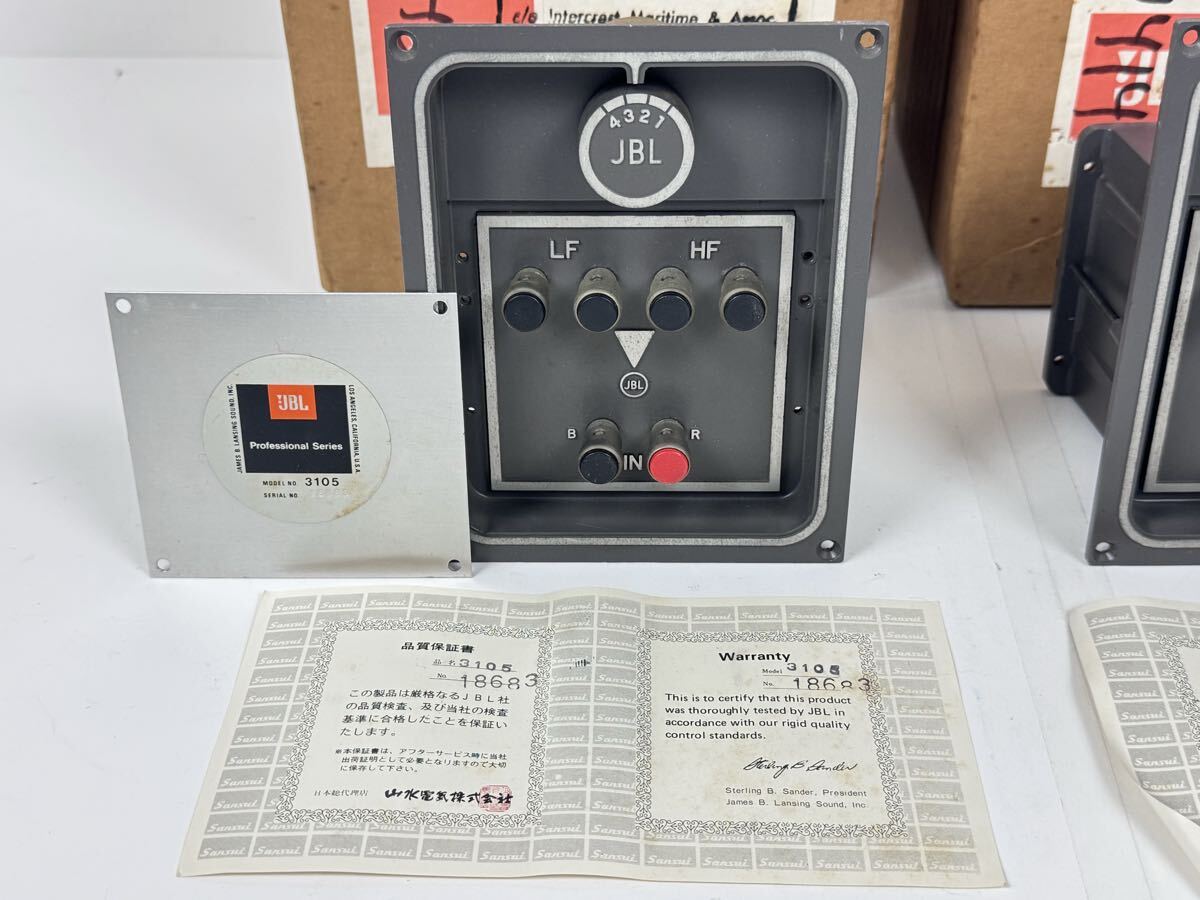 c/o Intercrest Maritime & Assoc
4321
JBL
LF
HF
JBL
B
IN
R
JAMES B. LANSING SOUND, INC.
LOS ANGELES, CALIFORNIA, U.S.A.
JBL
Professional Series
MODEL NO. 3105
SERIAL NO.
品質保証書
品名 3105
No. 18683
この製品は厳格なるJBL社
の品質検査、及び当社の検査
基準に合格したことを保証い
たします。
※本保証書は、アフターサービス時に当社
出荷証明として必要となりますので大切
に保存して下さい。
日本総代理店 山水電気株式会社
Warranty
Model 3105
No. 18683
This is to certify that this product
was thoroughly tested by JBL in
accordance with our rigid quality
control standards.
Sterling B. Sander
Sterling B. Sander, President
James B. Lansing Sound, Inc.
Sansui